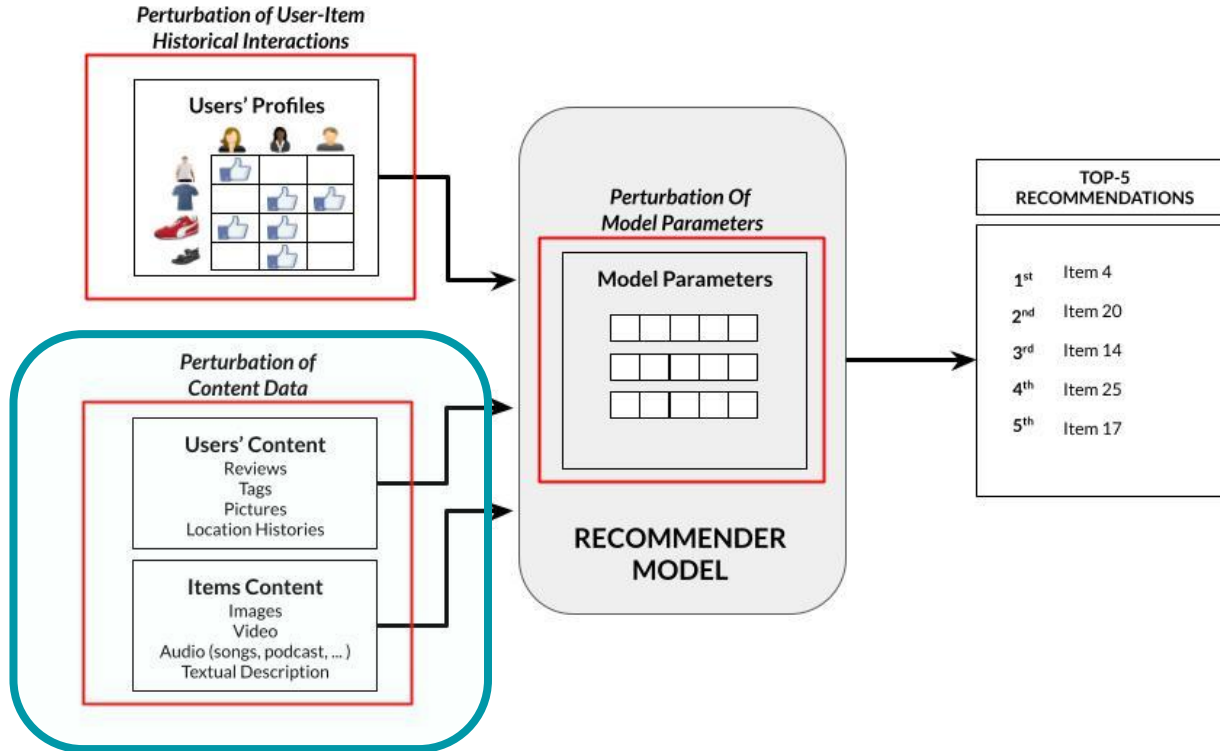 Perturbation of User-Item
Historical Interactions
Users' Profiles
Perturbation of
Content Data
Users' Content
Reviews
Tags
Pictures
Location Histories
Items Content
Images
Video
Audio (songs, podcast, ... )
Textual Description
Perturbation Of
Model Parameters
Model Parameters
RECOMMENDER
MODEL
TOP-5
RECOMMENDATIONS
1st Item 4
2nd Item 20
3rd Item 14
4th Item 25
5th Item 17